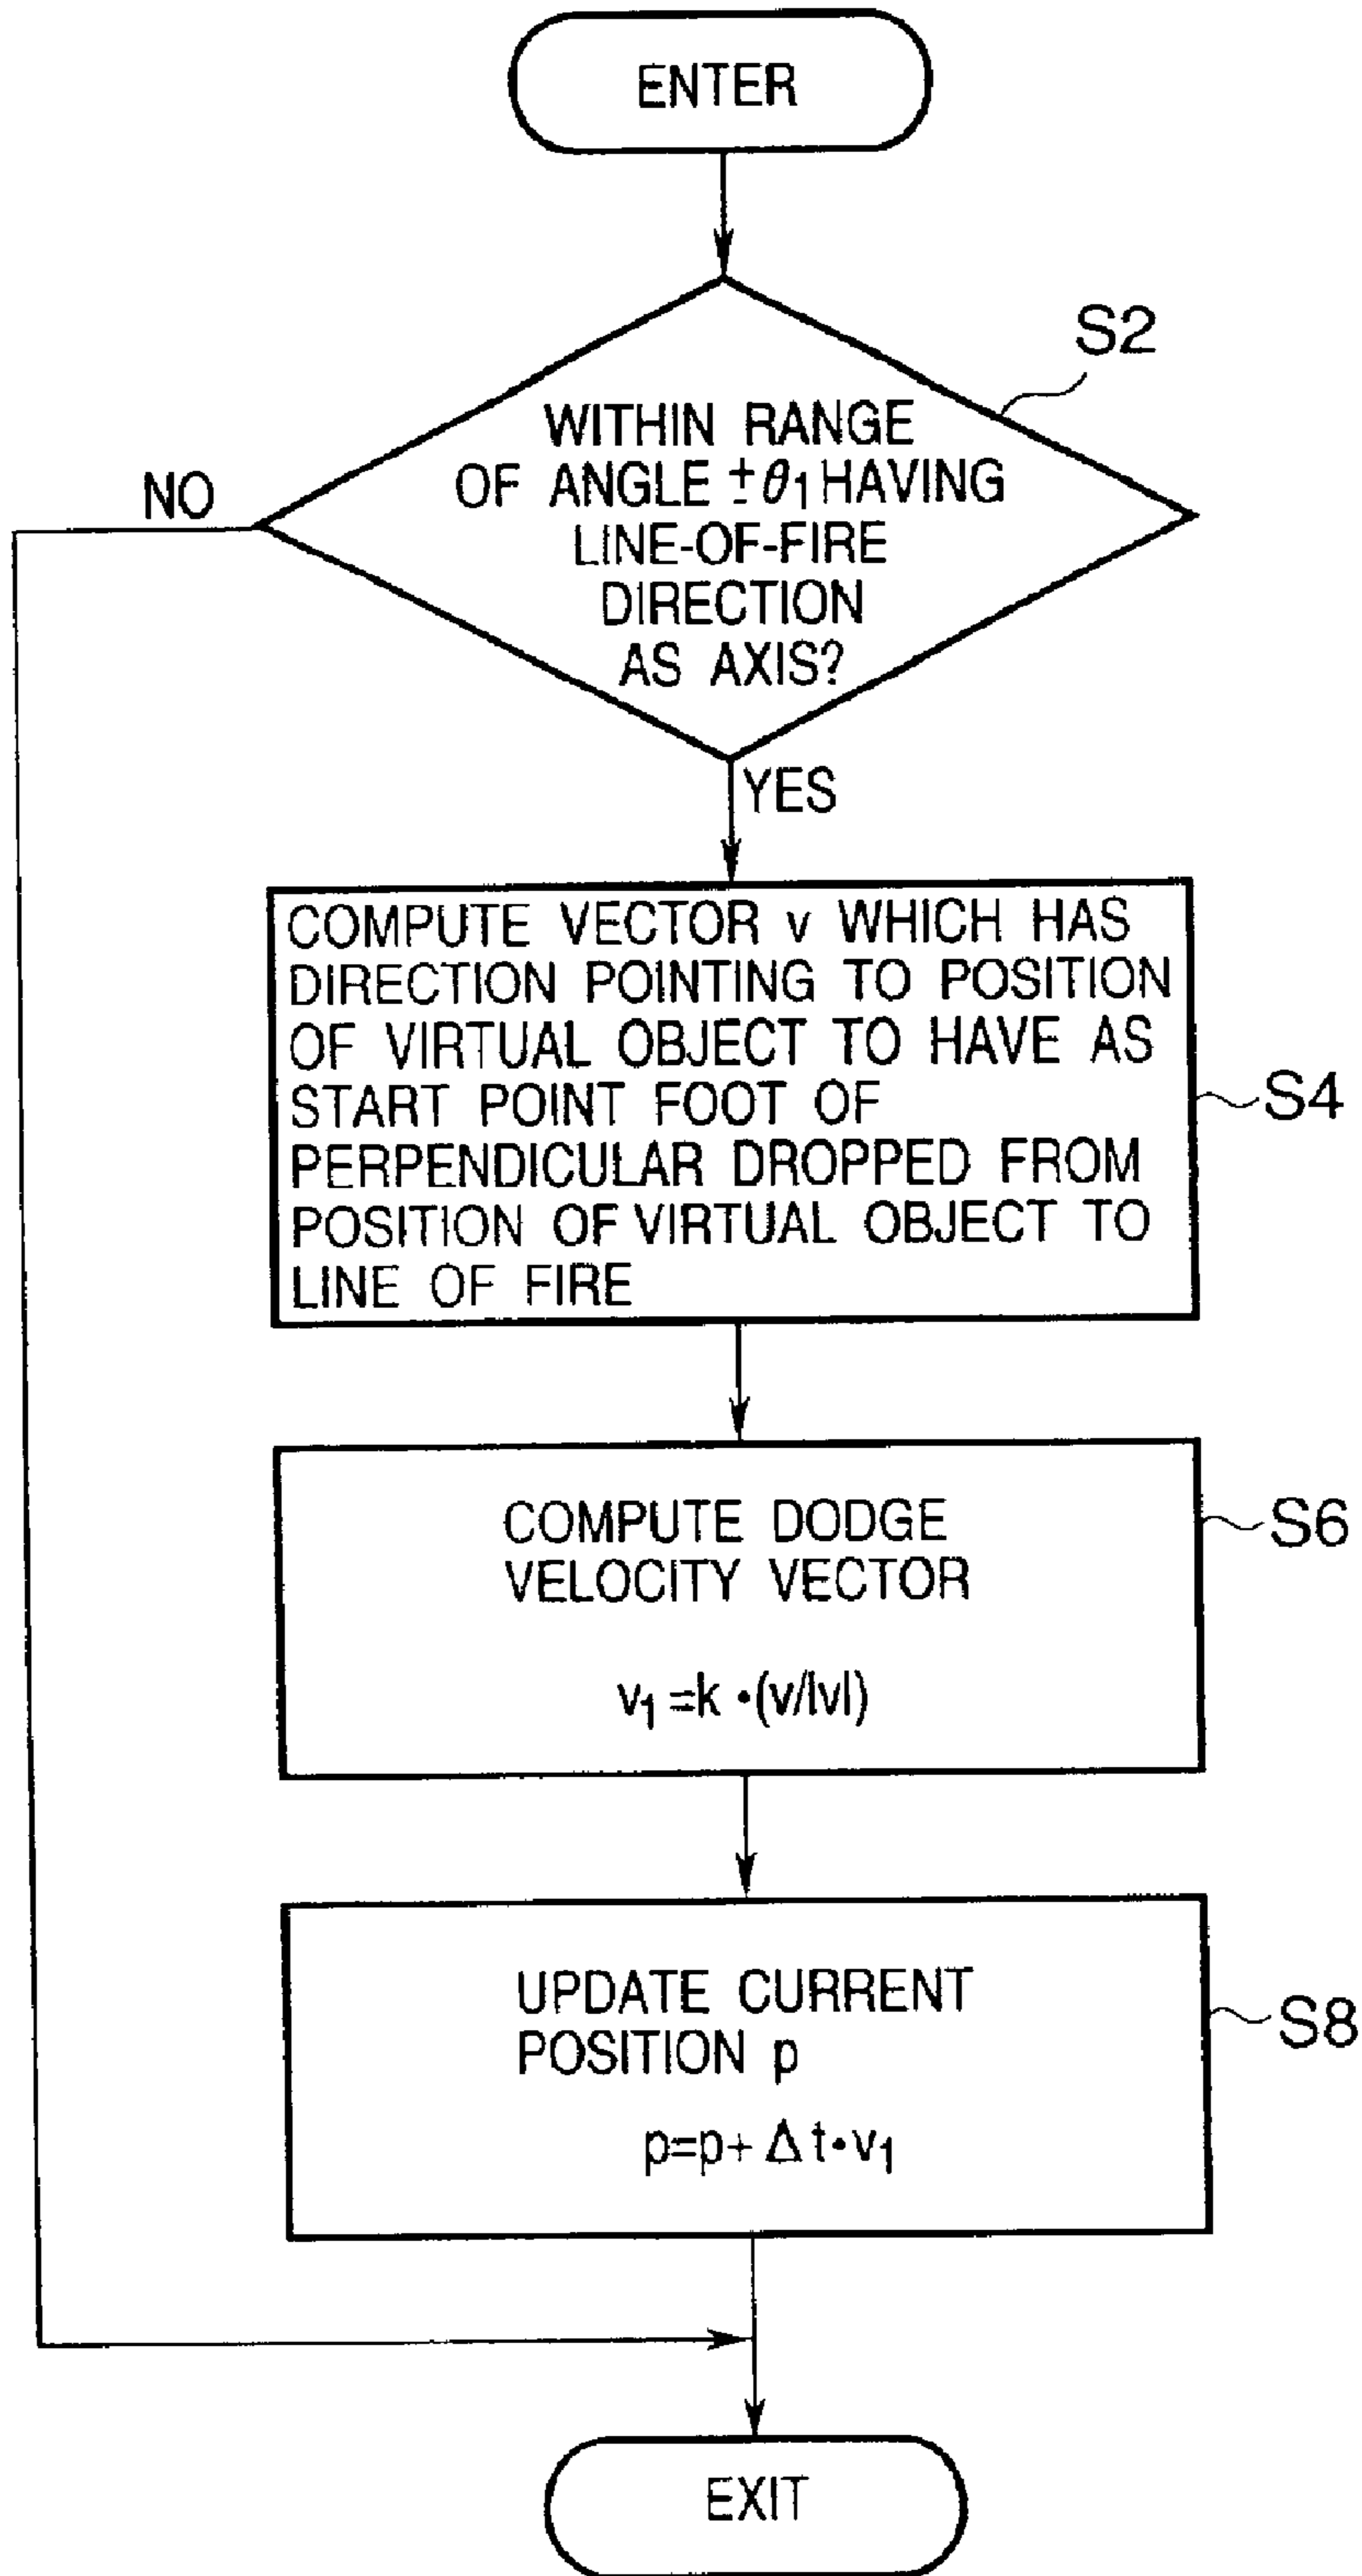 ENTER
S2
WITHIN RANGE
OF ANGLE ±θ1 HAVING
LINE-OF-FIRE
DIRECTION
AS AXIS?
NO
YES
COMPUTE VECTOR v WHICH HAS
DIRECTION POINTING TO POSITION
OF VIRTUAL OBJECT TO HAVE AS
START POINT FOOT OF
PERPENDICULAR DROPPED FROM
POSITION OF VIRTUAL OBJECT TO
LINE OF FIRE
S4
COMPUTE DODGE
VELOCITY VECTOR
v1=k•(v/|v|)
S6
UPDATE CURRENT
POSITION p
p=p+Δt•v1
S8
EXIT